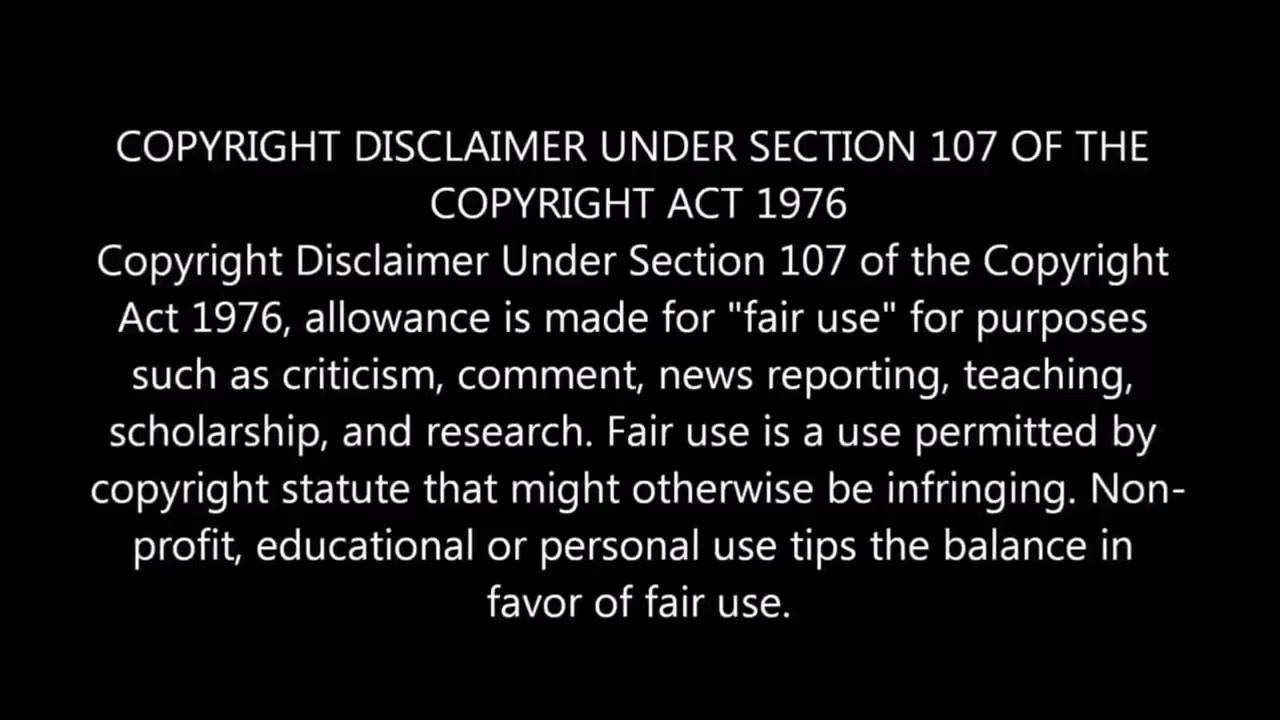 COPYRIGHT DISCLAIMER UNDER SECTION 107 OF THE
COPYRIGHT ACT 1976
Copyright Disclaimer Under Section 107 of the Copyright
Act 1976, allowance is made for "fair use" for purposes
such as criticism, comment, news reporting, teaching,
scholarship, and research. Fair use is a use permitted by
copyright statute that might otherwise be infringing. Non-
profit, educational or personal use tips the balance in
favor of fair use.